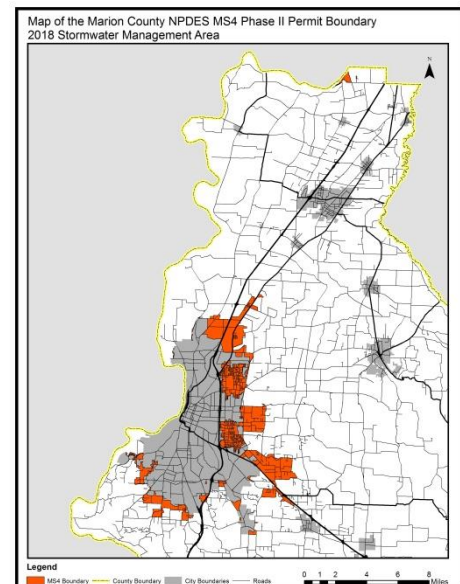 Map of the Marion County NPDES MS4 Phase II Permit Boundary
2018 Stormwater Management Area
N
Legend
MS4 Boundary County Boundary City Boundaries Roads
0 1 2 4 6 8
Miles